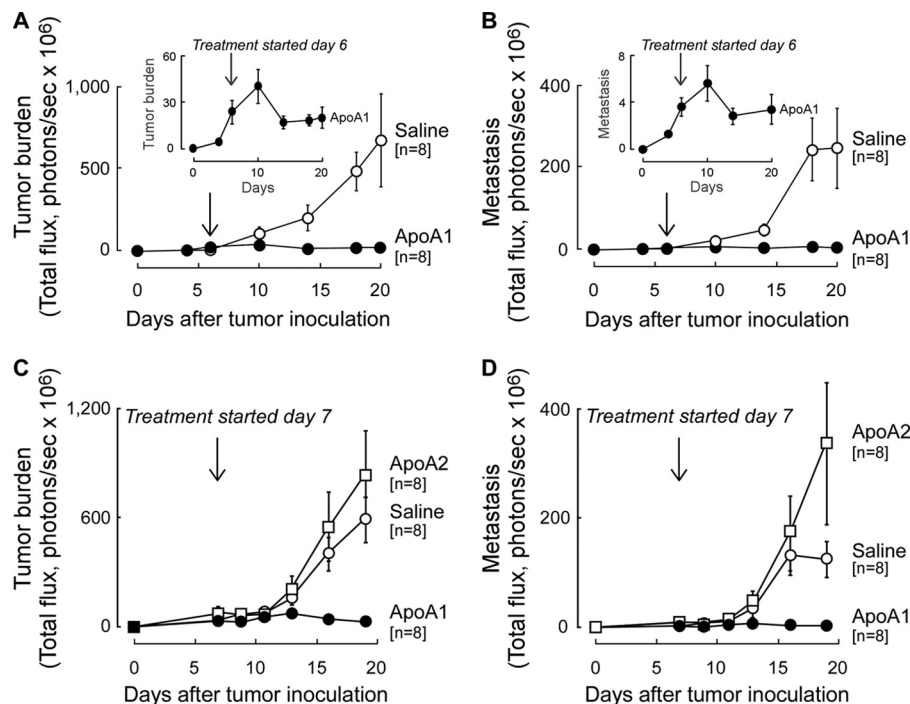 A
Tumor burden
(Total flux, photons/sec x 10⁶)
1,000
500
0
0 5 10 15 20
Days after tumor inoculation
Treatment started day 6
Tumor burden
60
30
0
0 10 20
Days
ApoA1
Saline
[n=8]
ApoA1
[n=8]
B
Metastasis
(Total flux, photons/sec x 10⁶)
400
200
0
0 5 10 15 20
Days after tumor inoculation
Treatment started day 6
Metastasis
8
4
0
0 10 20
Days
ApoA1
Saline
[n=8]
ApoA1
[n=8]
C
Tumor burden
(Total flux, photons/sec x 10⁶)
1,200
600
0
0 5 10 15 20
Days after tumor inoculation
Treatment started day 7
ApoA2
[n=8]
Saline
[n=8]
ApoA1
[n=8]
D
Metastasis
(Total flux, photons/sec x 10⁶)
400
200
0
0 5 10 15 20
Days after tumor inoculation
Treatment started day 7
ApoA2
[n=8]
Saline
[n=8]
ApoA1
[n=8]